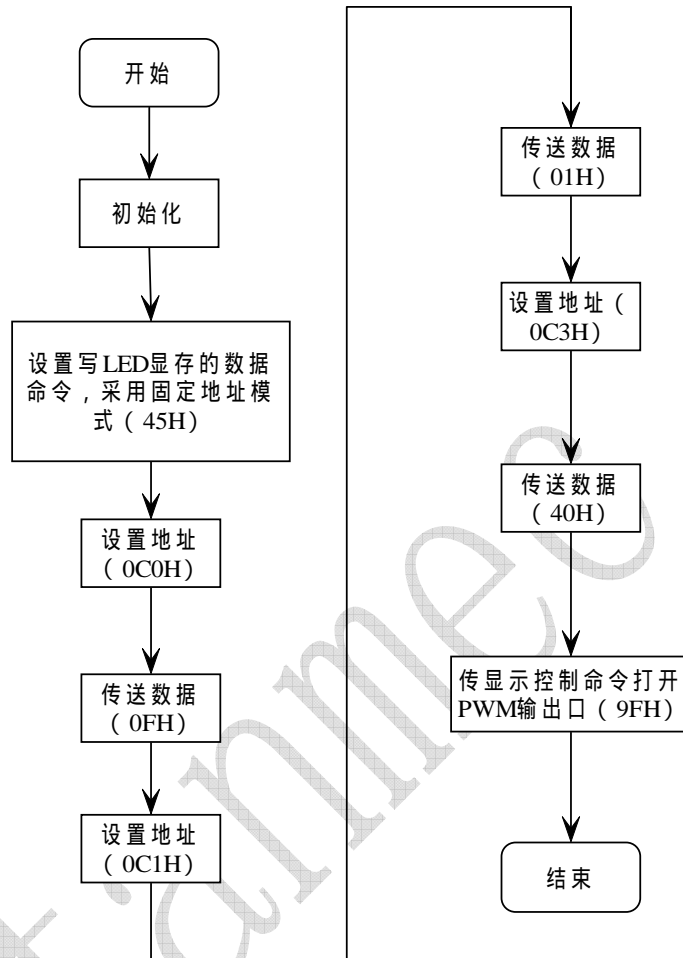 开始
初始化
设置写LED显存的数据
命令，采用固定地址模
式（45H）
设置地址
（0C0H）
传送数据
（0FH）
设置地址
（0C1H）
传送数据
（01H）
设置地址（
0C3H）
传送数据
（40H）
传显示控制命令打开
PWM输出口（9FH）
结束